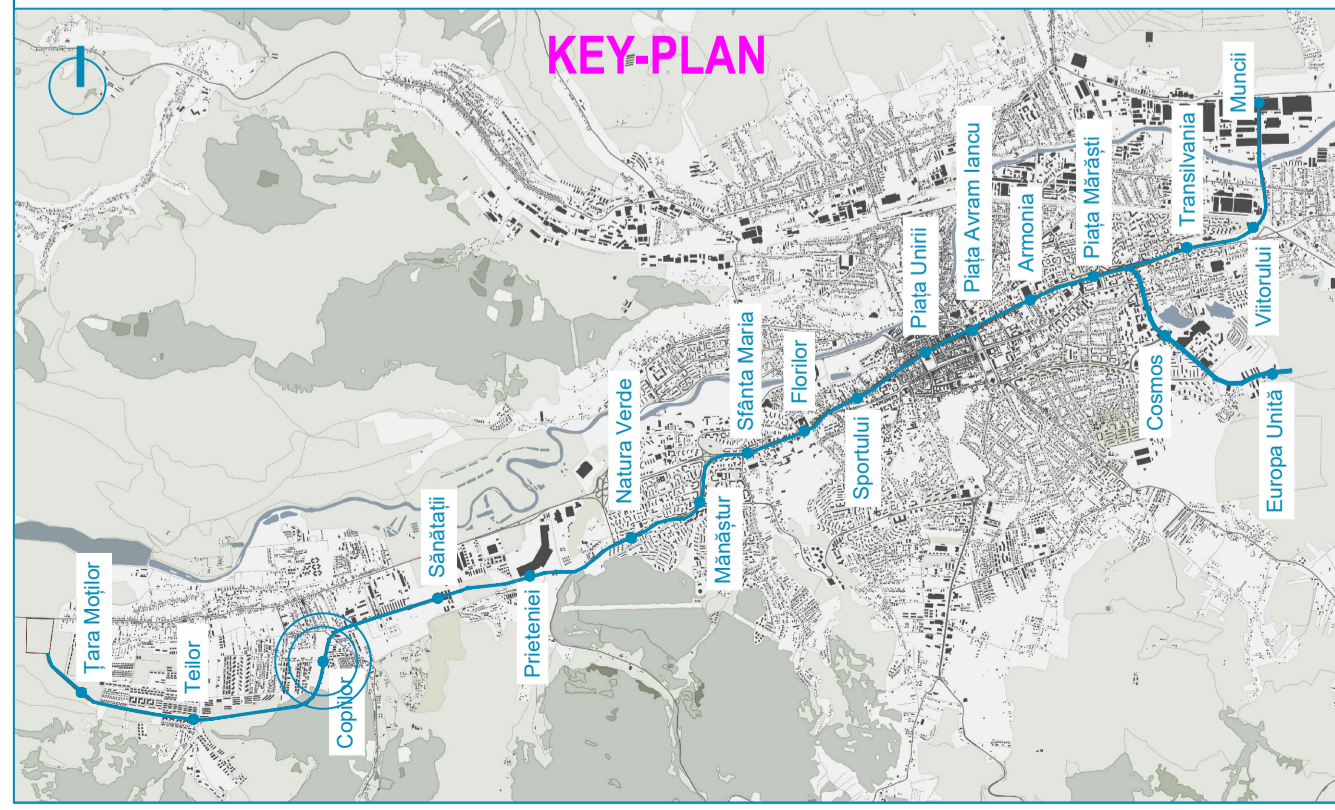 KEY-PLAN
Țara Moților
Teilor
Copiilor
Sănătații
Prieteniei
Natura Verde
Mănăștur
Sfânta Maria
Florilor
Sportului
Piața Unirii
Piața Avram Iancu
Armonia
Piața Mărăști
Transilvania
Viitorului
Muncii
Cosmos
Europa Unită